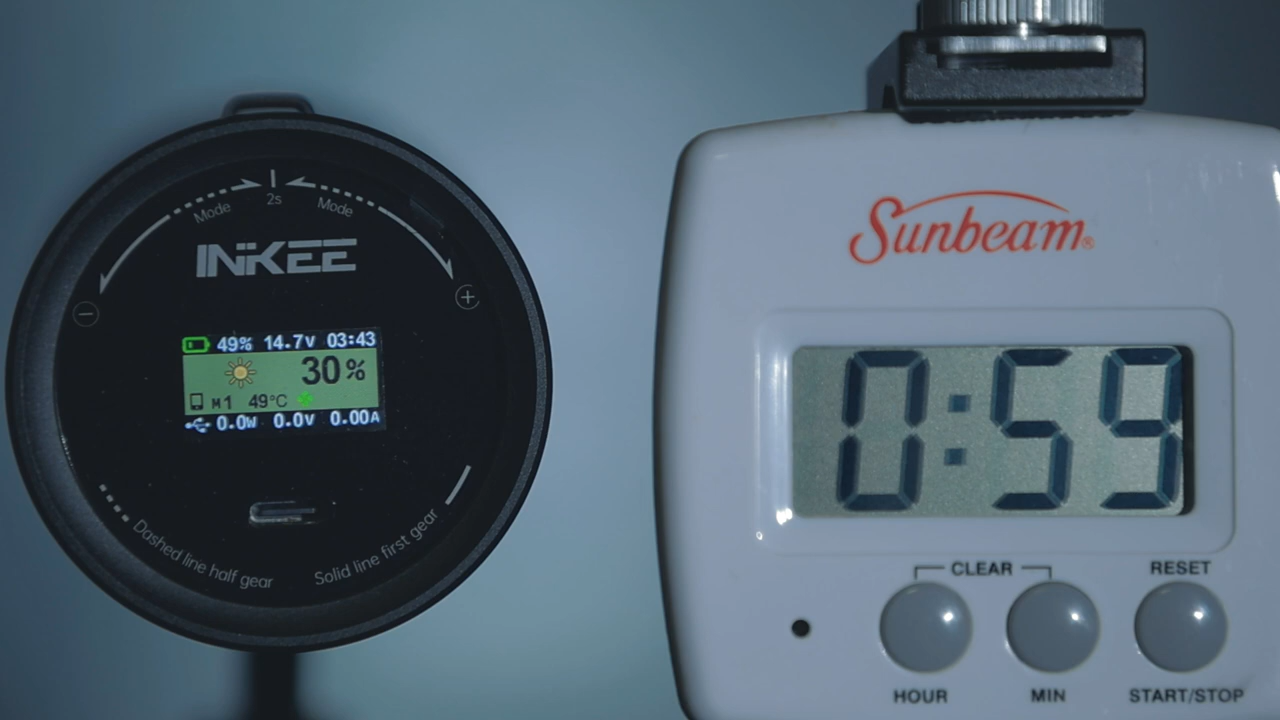 Mode 2s Mode
INKEE
49% 14.7V 03:43
30%
M1 49°C
0.0W 0.0V 0.00A
Dashed line half gear
Solid line first gear
Sunbeam®
0:59
CLEAR RESET
HOUR MIN START/STOP